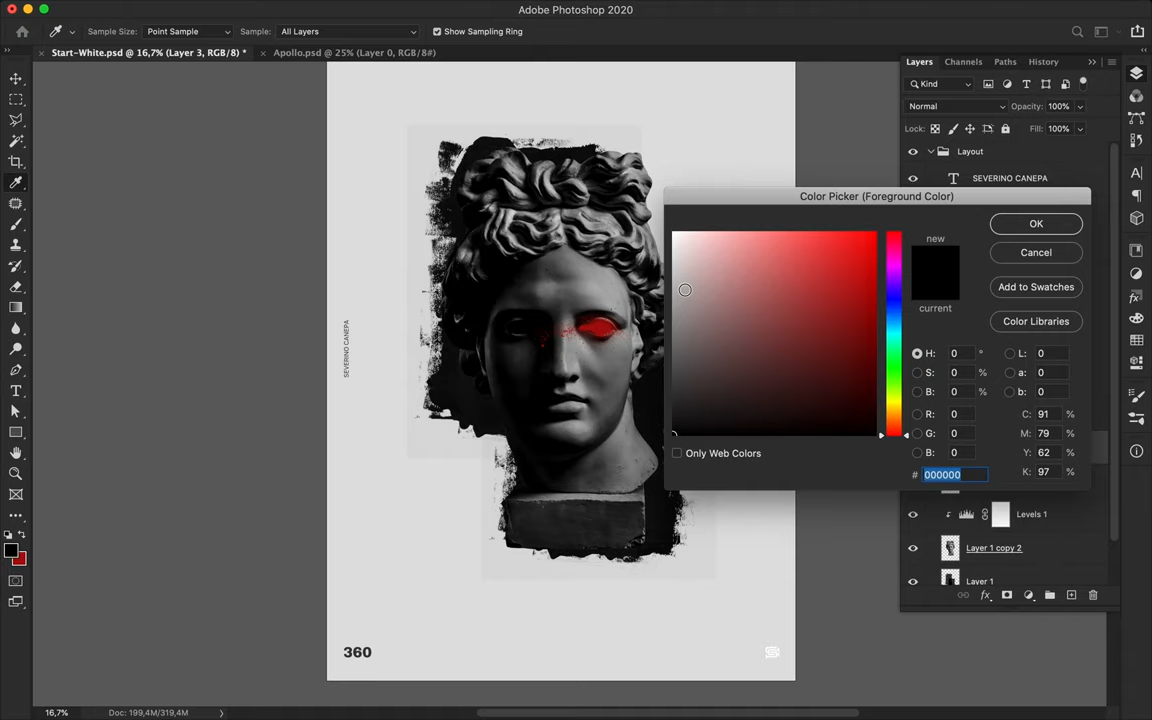 Adobe Photoshop 2020
Sample Size: Point Sample Sample: All Layers Show Sampling Ring
Start-White.psd @ 16,7% (Layer 3, RGB/8) * Apollo.psd @ 25% (Layer 0, RGB/8#)
Layers Channels Paths History
Kind
Normal Opacity: 100%
Lock: Fill: 100%
Layout
SEVERINO CANEPA
Color Picker (Foreground Color)
new
current
OK
Cancel
Add to Swatches
Color Libraries
H: 0 ° L: 0
S: 0 % a: 0
B: 0 % b: 0
R: 0 C: 91 %
G: 0 M: 79 %
B: 0 Y: 62 %
# 000000 K: 97 %
Only Web Colors
SEVERINO CANEPA
Levels 1
Layer 1 copy 2
Layer 1
360
16,7% Doc: 199,4M/319,4M